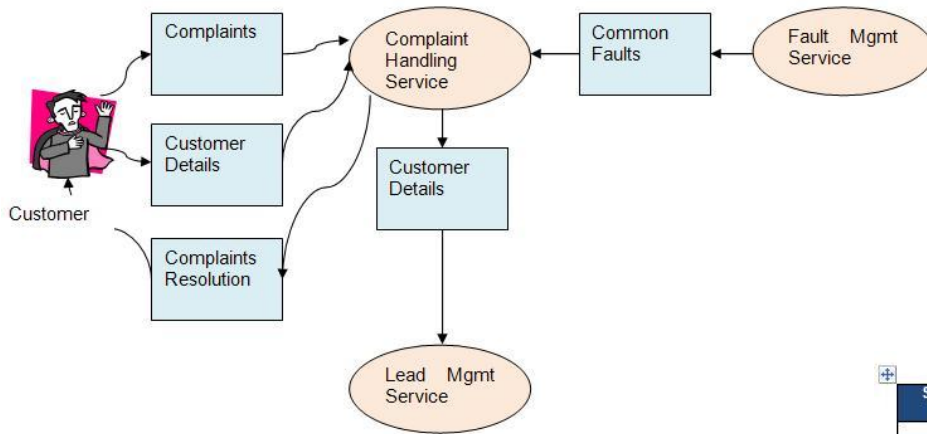 Complaints
Complaint
Handling
Service
Common
Faults
Fault Mgmt
Service
Customer
Details
Customer
Details
Customer
Complaints
Resolution
Lead Mgmt
Service
S